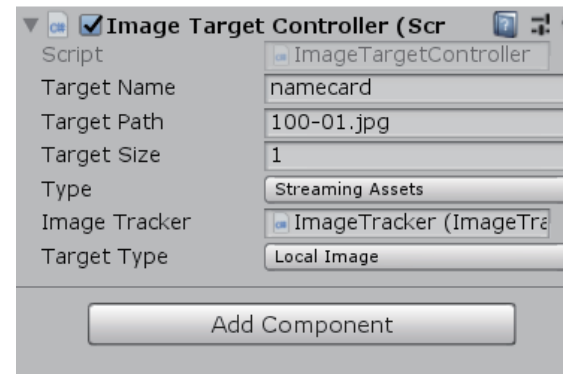 Image Target Controller (Scr
Script ImageTargetController
Target Name namecard
Target Path 100-01.jpg
Target Size 1
Type Streaming Assets
Image Tracker ImageTracker (ImageTra
Target Type Local Image
Add Component